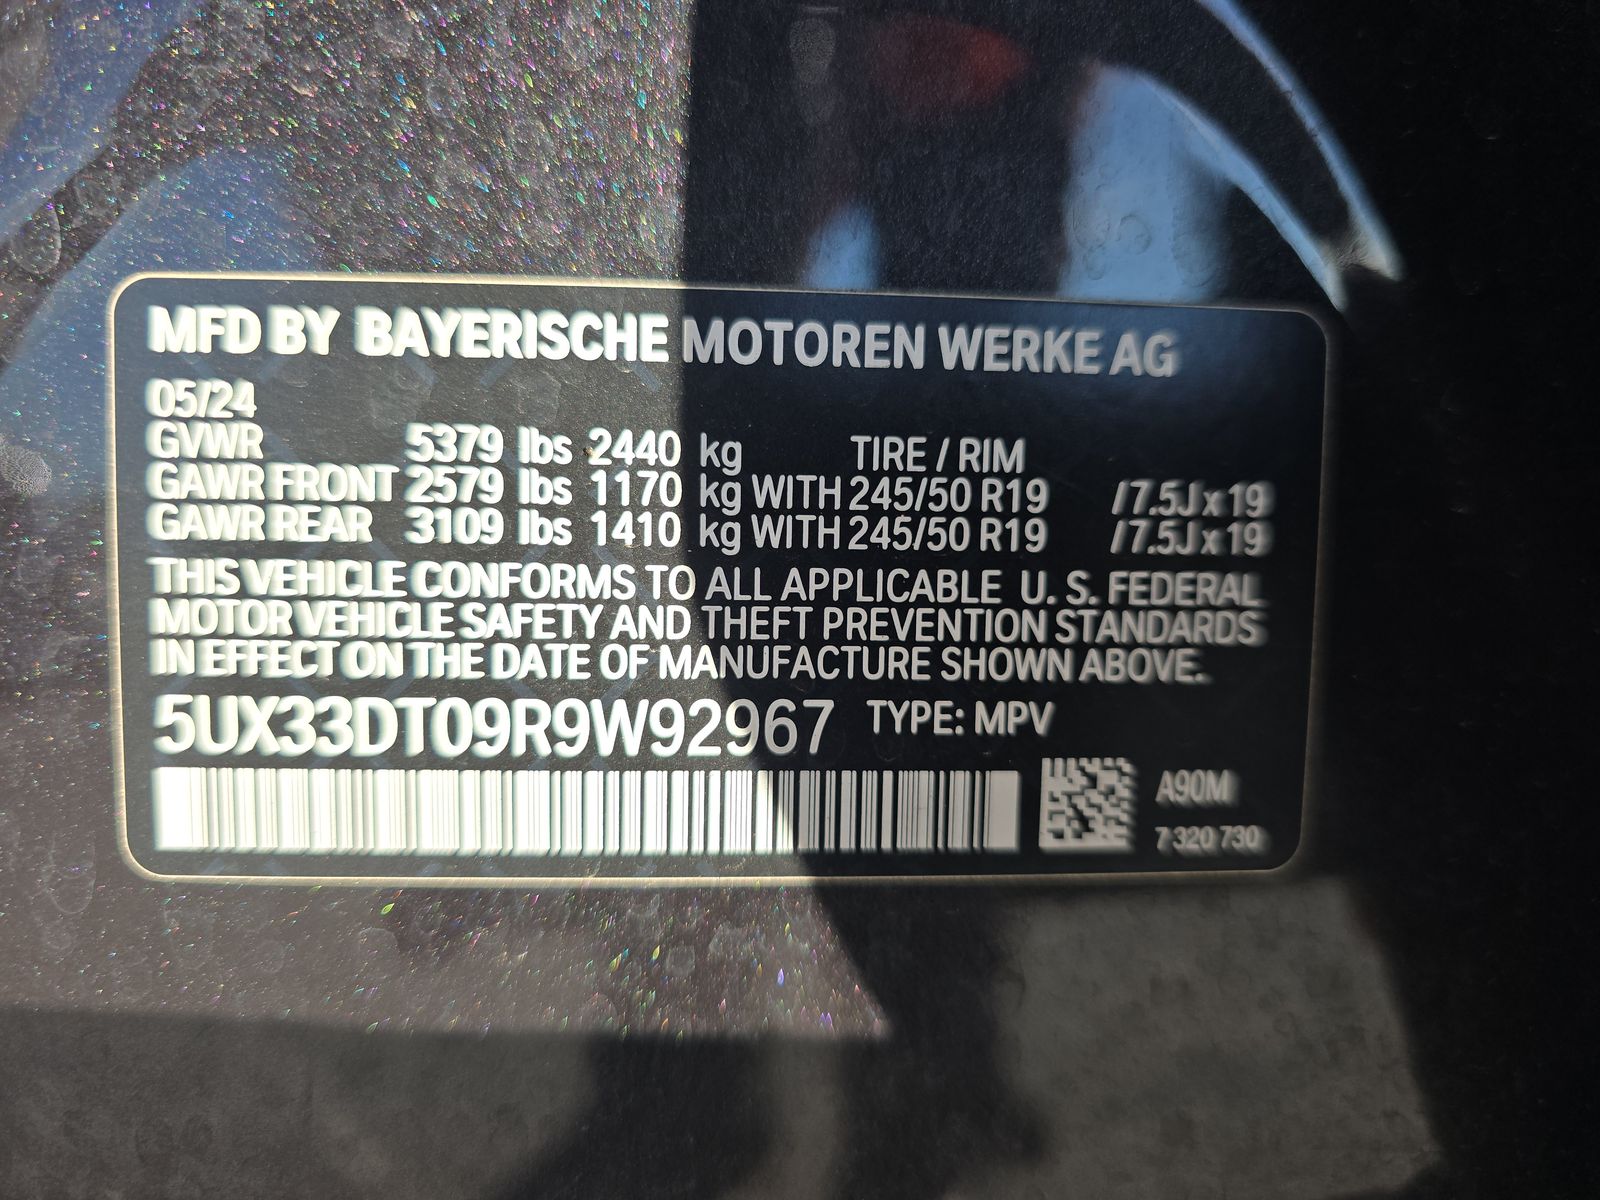 MFD BY BAYERISCHE MOTOREN WERKE AG
05/24
GVWR 5379 lbs 2440 kg TIRE / RIM
GAWR FRONT 2579 lbs 1170 kg WITH 245/50 R19 /7.5J x 19
GAWR REAR 3109 lbs 1410 kg WITH 245/50 R19 /7.5J x 19
THIS VEHICLE CONFORMS TO ALL APPLICABLE U. S. FEDERAL
MOTOR VEHICLE SAFETY AND THEFT PREVENTION STANDARDS
IN EFFECT ON THE DATE OF MANUFACTURE SHOWN ABOVE.
5UX33DT09R9W92967 TYPE: MPV
A90M
7 320 730